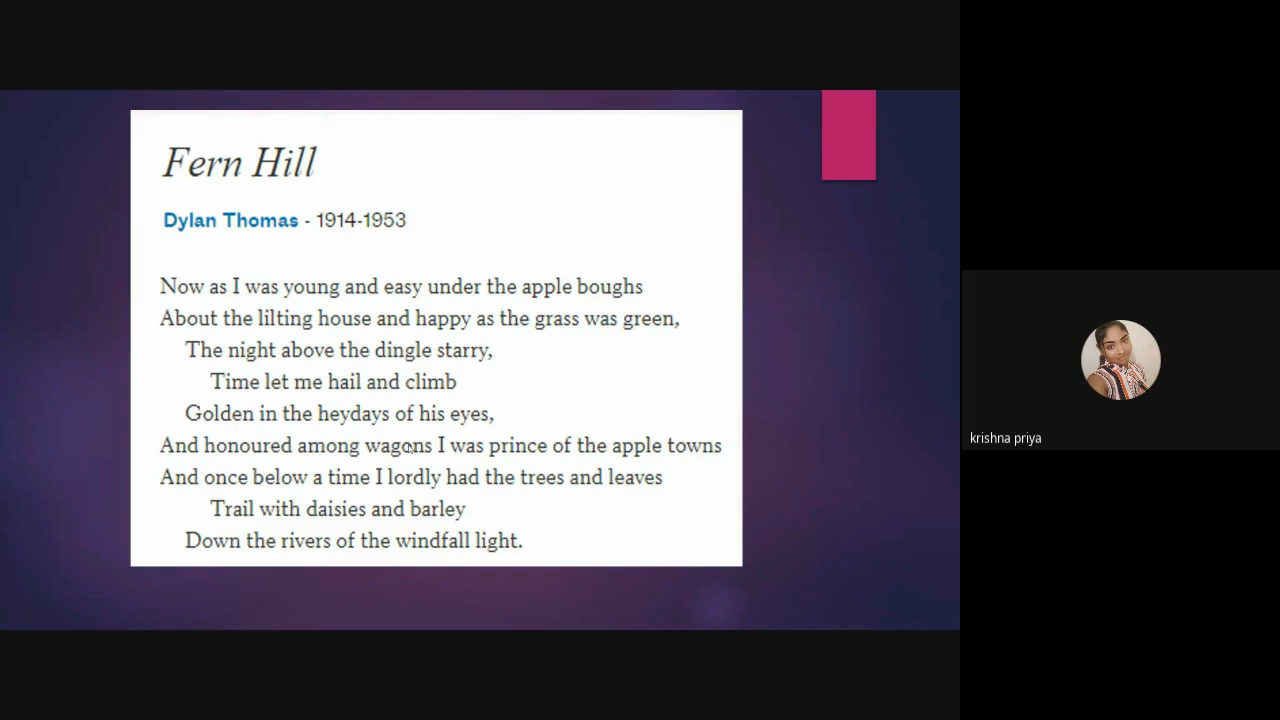 Fern Hill
Dylan Thomas - 1914-1953
Now as I was young and easy under the apple boughs
About the lilting house and happy as the grass was green,
The night above the dingle starry,
Time let me hail and climb
Golden in the heydays of his eyes,
And honoured among wagons I was prince of the apple towns
And once below a time I lordly had the trees and leaves
Trail with daisies and barley
Down the rivers of the windfall light.
krishna priya